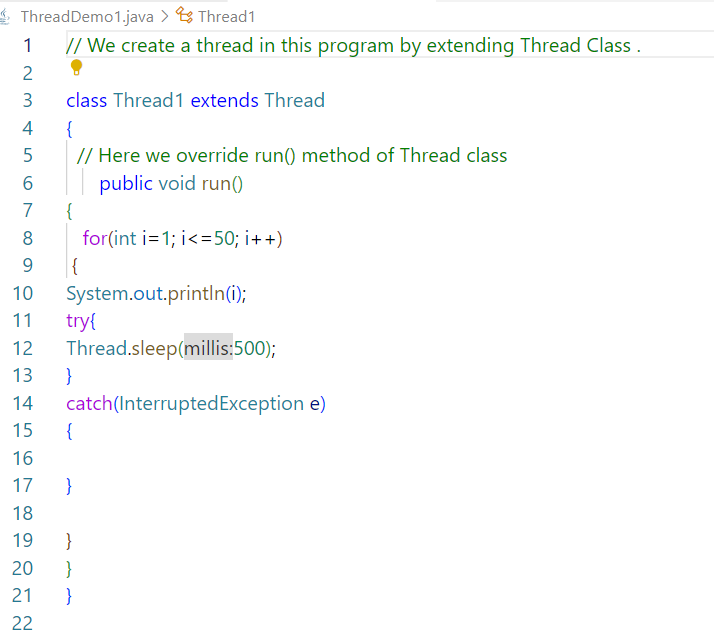 ThreadDemo1.java > Thread1
1 // We create a thread in this program by extending Thread Class .
2
3 class Thread1 extends Thread
4 {
5 // Here we override run() method of Thread class
6 public void run()
7 {
8 for(int i=1; i<=50; i++)
9 {
10 System.out.println(i);
11 try{
12 Thread.sleep(millis:500);
13 }
14 catch(InterruptedException e)
15 {
16
17 }
18
19 }
20 }
21 }
22